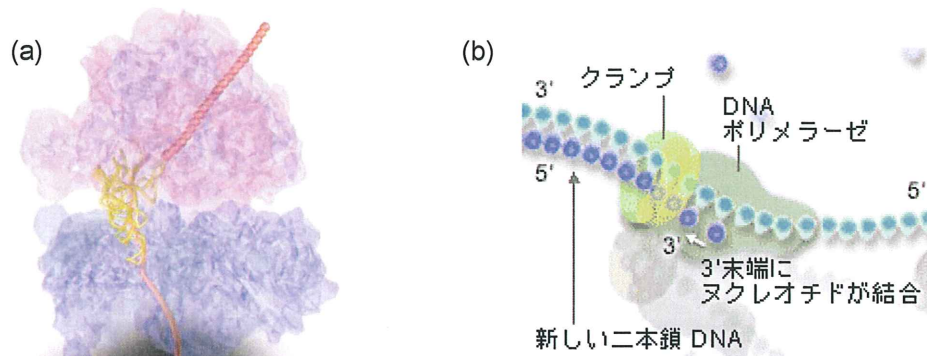 (a)
(b)
クランプ
DNA
ポリメラーゼ
3'
5'
5'
3'
3'末端に
ヌクレオチドが結合
新しい二本鎖 DNA